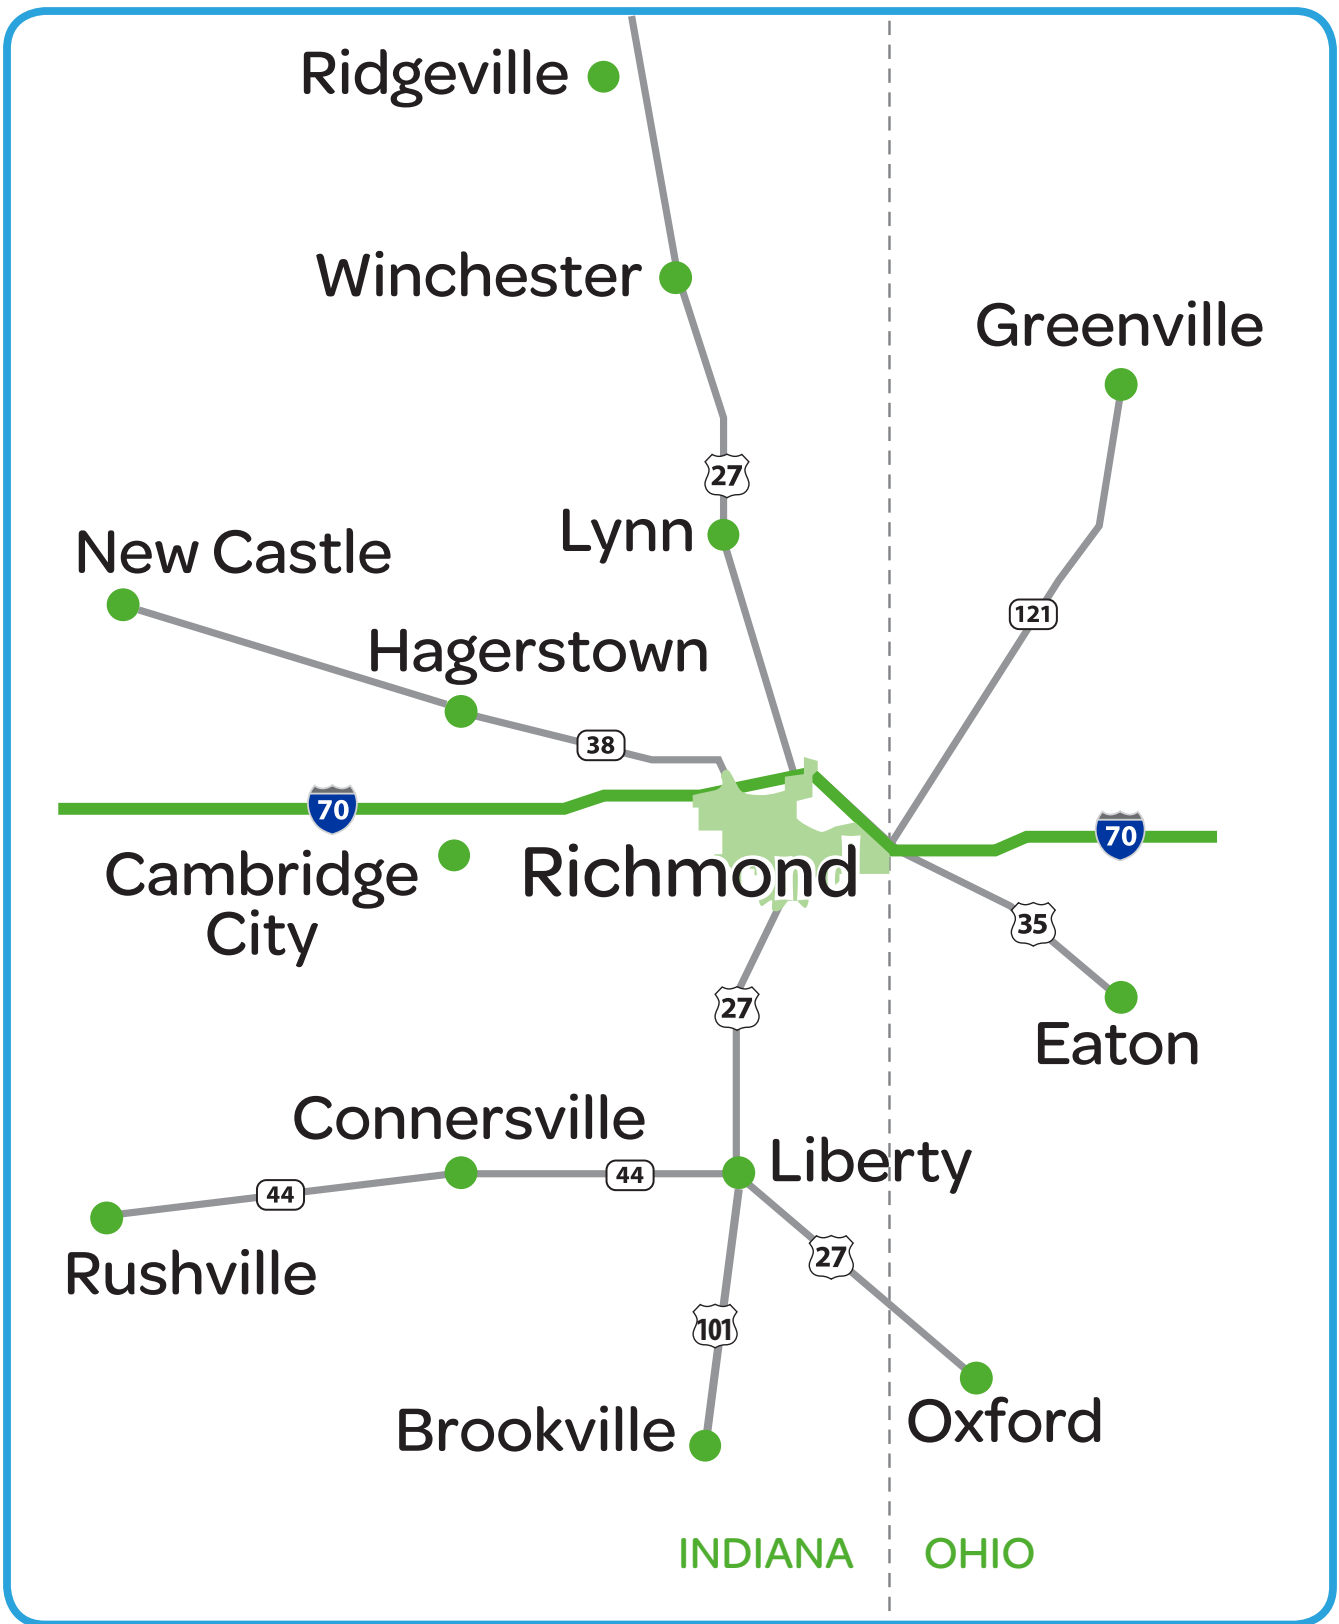 Ridgeville
Winchester
Greenville
27
Lynn
New Castle
121
Hagerstown
38
70
70
Cambridge
City
Richmond
35
27
Eaton
Connersville
Liberty
44
44
Rushville
27
101
Brookville
Oxford
INDIANA
OHIO